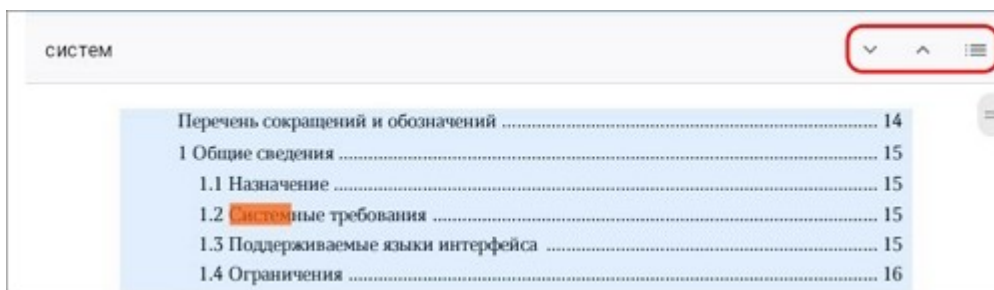 систем
Перечень сокращений и обозначений ........ 14
1 Общие сведения ........ 15
1.1 Назначение ........ 15
1.2 Системные требования ........ 15
1.3 Поддерживаемые языки интерфейса ........ 15
1.4 Ограничения ........ 16